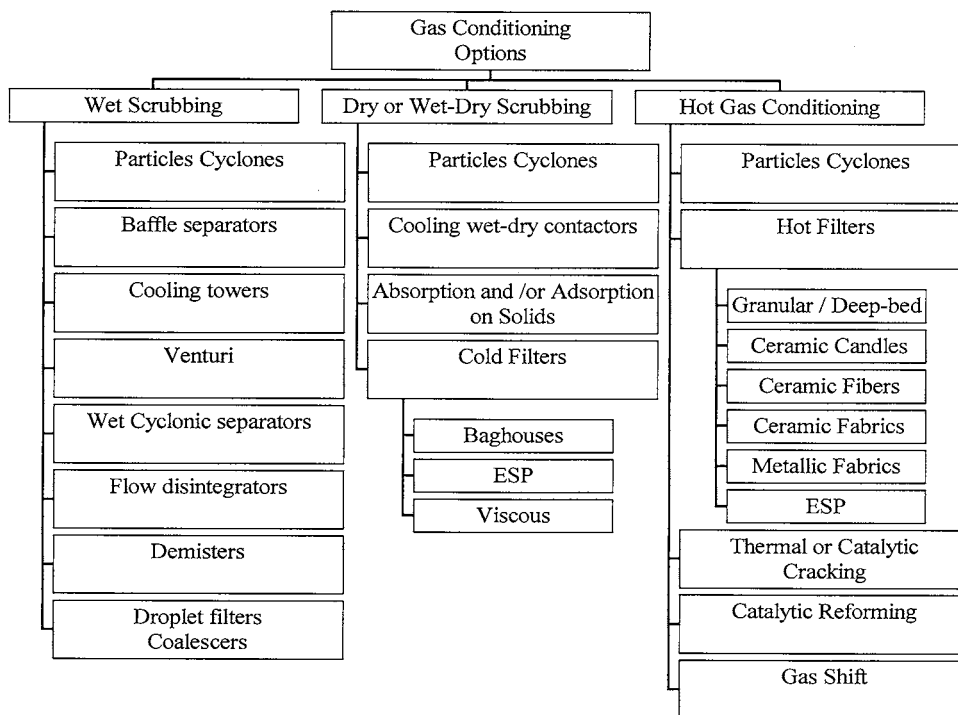 Gas Conditioning
Options
Wet Scrubbing
Particles Cyclones
Baffle separators
Cooling towers
Venturi
Wet Cyclonic separators
Flow disintegrators
Demisters
Droplet filters
Coalescers
Dry or Wet-Dry Scrubbing
Particles Cyclones
Cooling wet-dry contactors
Absorption and /or Adsorption
on Solids
Cold Filters
Baghouses
ESP
Viscous
Hot Gas Conditioning
Particles Cyclones
Hot Filters
Granular / Deep-bed
Ceramic Candles
Ceramic Fibers
Ceramic Fabrics
Metallic Fabrics
ESP
Thermal or Catalytic
Cracking
Catalytic Reforming
Gas Shift